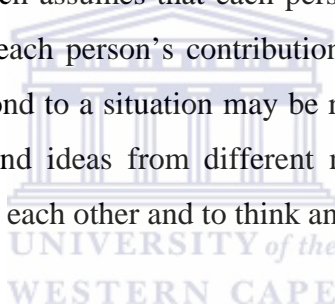 en assumes that each pers
each person's contribution
ond to a situation may be r
nd ideas from different r
each other and to think an
UNIVERSITY of the
WESTERN CAPE